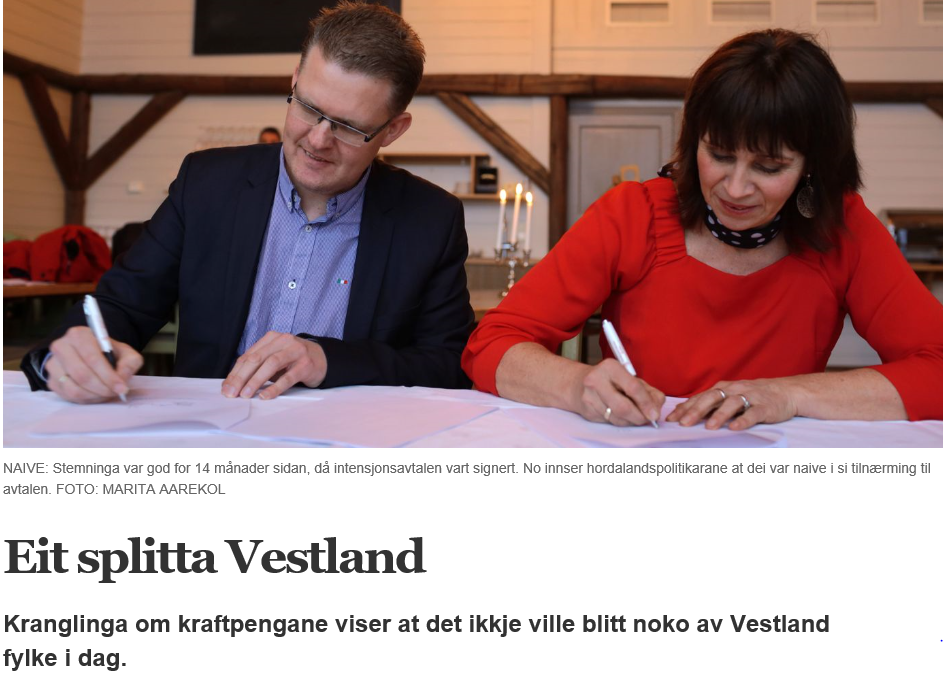 NAIVE: Stemninga var god for 14 månader sidan, då intensjonsavtalen vart signert. No innser hordalandspolitikarane at dei var naive i si tilnærming til
avtalen. FOTO: MARITA AAREKOL
Eit splitta Vestland
Kranglinga om kraftpengane viser at det ikkje ville blitt noko av Vestland
fylke i dag.